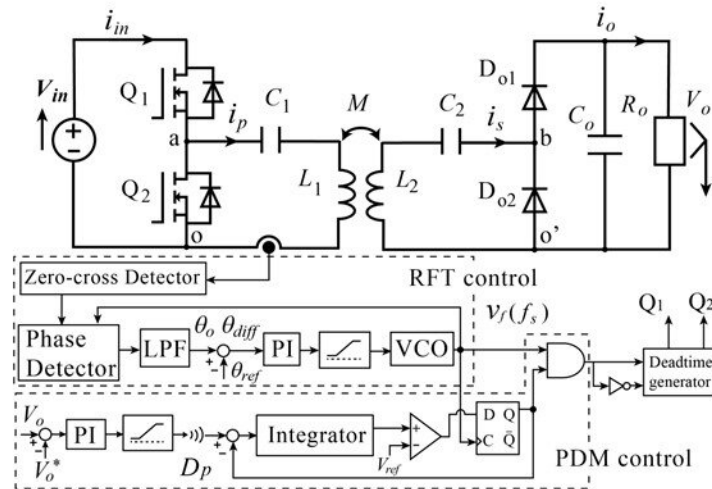 i_in i_o
V_in Q_1 i_p C_1 M C_2 i_s D_o1 C_o R_o V_o
a b
Q_2 L_1 L_2 D_o2
o o'
Zero-cross Detector RFT control
v_f(f_s) Q_1 Q_2
Phase Detector LPF θ_o θ_diff PI VCO
+ − θ_ref
Deadtime generator
V_o PI Integrator + − D Q
+ − V_o* D_p + − V_ref C Q̄
PDM control